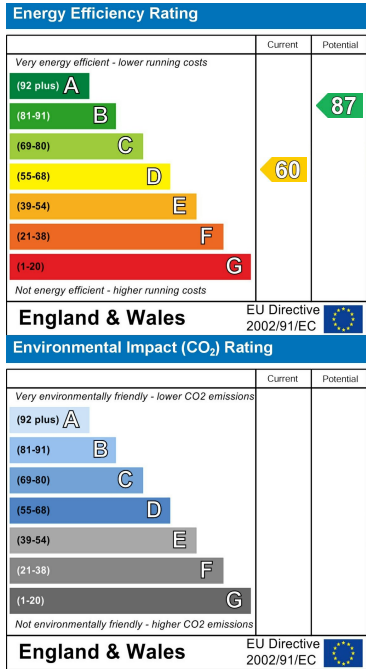 Energy Efficiency Rating
Current Potential
Very energy efficient - lower running costs
(92 plus) A
(81-91) B
87
(69-80) C
(55-68) D
60
(39-54) E
(21-38) F
(1-20) G
Not energy efficient - higher running costs
England & Wales
EU Directive
2002/91/EC
Environmental Impact (CO₂) Rating
Current Potential
Very environmentally friendly - lower CO2 emissions
(92 plus) A
(81-91) B
(69-80) C
(55-68) D
(39-54) E
(21-38) F
(1-20) G
Not environmentally friendly - higher CO2 emissions
England & Wales
EU Directive
2002/91/EC